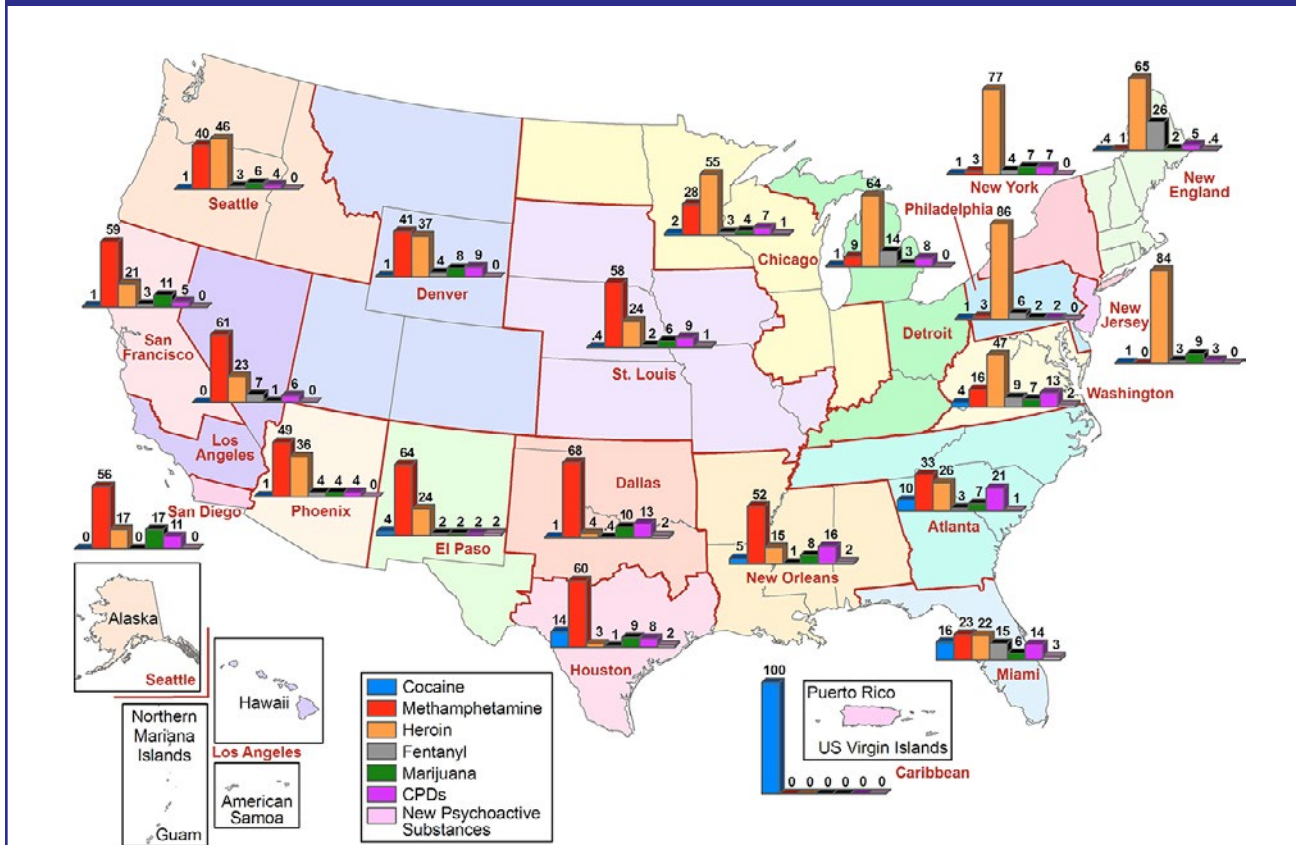 77
1 3 4 7 7 0
New York
65
26
.4 1 2 5 .4
New
England
40 46
1 3 6 4 0
Seattle
55
28
2 3 4 7 1
Chicago
64
9 14
1 3 8 0
Detroit
Philadelphia
86
1 3 6 2 2 0
84
1 0 3 9 3 0
New
Jersey
59
21
1 3 11 5 0
San
Francisco
41 37
1 4 8 9 0
Denver
58
24
.4 2 6 9 1
St. Louis
47
4 16 9 7 13 2
Washington
61
23
0 7 1 6 0
Los
Angeles
49
36
1 4 4 4 0
Phoenix
64
24
4 2 2 2 2
El Paso
68
1 4 .4 10 13 2
Dallas
52
5 15 1 8 16 2
New Orleans
33 26
10 3 7 21 1
Atlanta
56
0 17 0 17 11 0
San Diego
60
14 3 1 9 8 2
Houston
16 23 22 15 6 14 3
Miami
Alaska
Seattle
Hawaii
Los Angeles
Northern
Mariana
Islands
Guam
American
Samoa
Cocaine
Methamphetamine
Heroin
Fentanyl
Marijuana
CPDs
New Psychoactive
Substances
100
0 0 0 0 0 0
Puerto Rico
US Virgin Islands
Caribbean